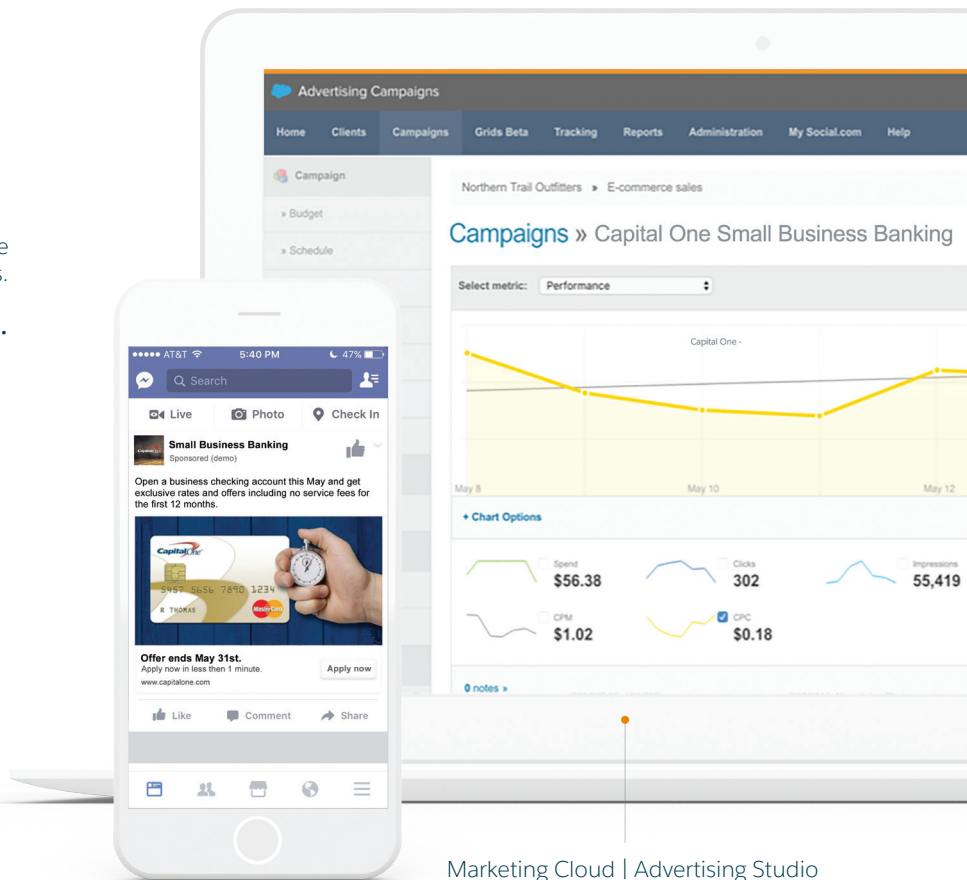 Advertising Campaigns
Home Clients Campaigns Grids Beta Tracking Reports Administration My Social.com Help
Campaign
» Budget
» Schedule
Northern Trail Outfitters » E-commerce sales
Campaigns » Capital One Small Business Banking
Select metric: Performance
Capital One -
May 8 May 10 May 12
+ Chart Options
Spend
$56.38
Clicks
302
Impressions
55,419
CPM
$1.02
CPC
$0.18
0 notes »
AT&T 5:40 PM 47%
Search
Live Photo Check In
Small Business Banking
Sponsored (demo)
Open a business checking account this May and get
exclusive rates and offers including no service fees for
the first 12 months.
CapitalOne
5457 5656 7890 1234
R THOMAS
MasterCard
Offer ends May 31st.
Apply now in less then 1 minute.
www.capitalone.com
Apply now
Like Comment Share
Marketing Cloud | Advertising Studio